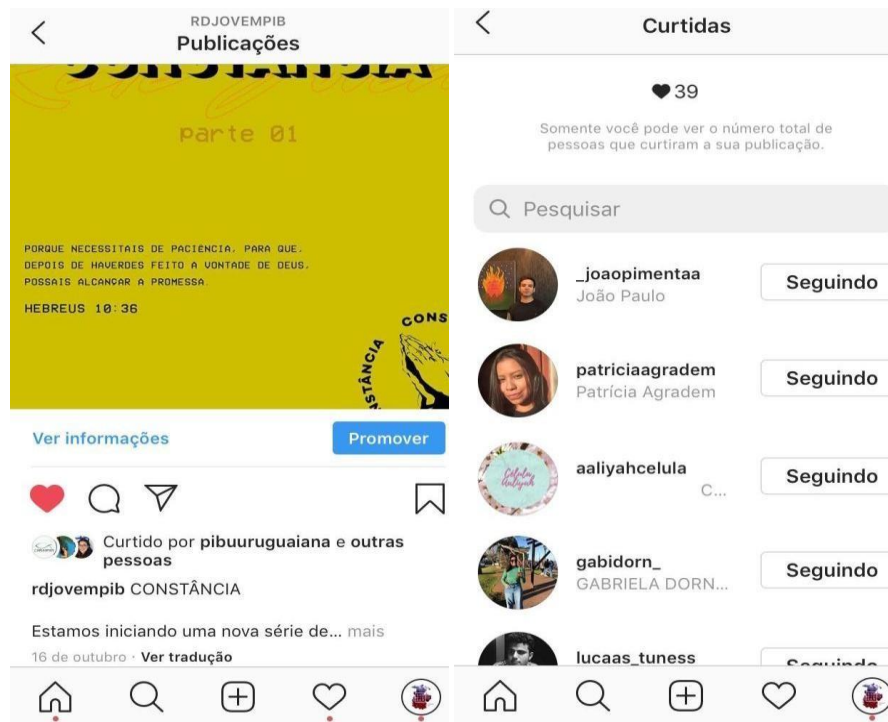 RDJOVEMPIB
Publicações
CONSTÂNCIA
parte 01
PORQUE NECESSITAIS DE PACIÊNCIA, PARA QUE,
DEPOIS DE HAVERDES FEITO A VONTADE DE DEUS,
POSSAIS ALCANÇAR A PROMESSA.
HEBREUS 10:36
CONS
STÂNCIA
Ver informações
Promover
Curtido por pibuuruguaiana e outras
pessoas
rdjovempib CONSTÂNCIA
Estamos iniciando uma nova série de... mais
16 de outubro · Ver tradução
Curtidas
39
Somente você pode ver o número total de
pessoas que curtiram a sua publicação.
Pesquisar
_joaopimentaa
João Paulo
Seguindo
patriciaagradem
Patrícia Agradem
Seguindo
Célula
Aaliyah
aaliyahcelula
C...
Seguindo
gabidorn_
GABRIELA DORN...
Seguindo
lucaas_tuness
Seguindo